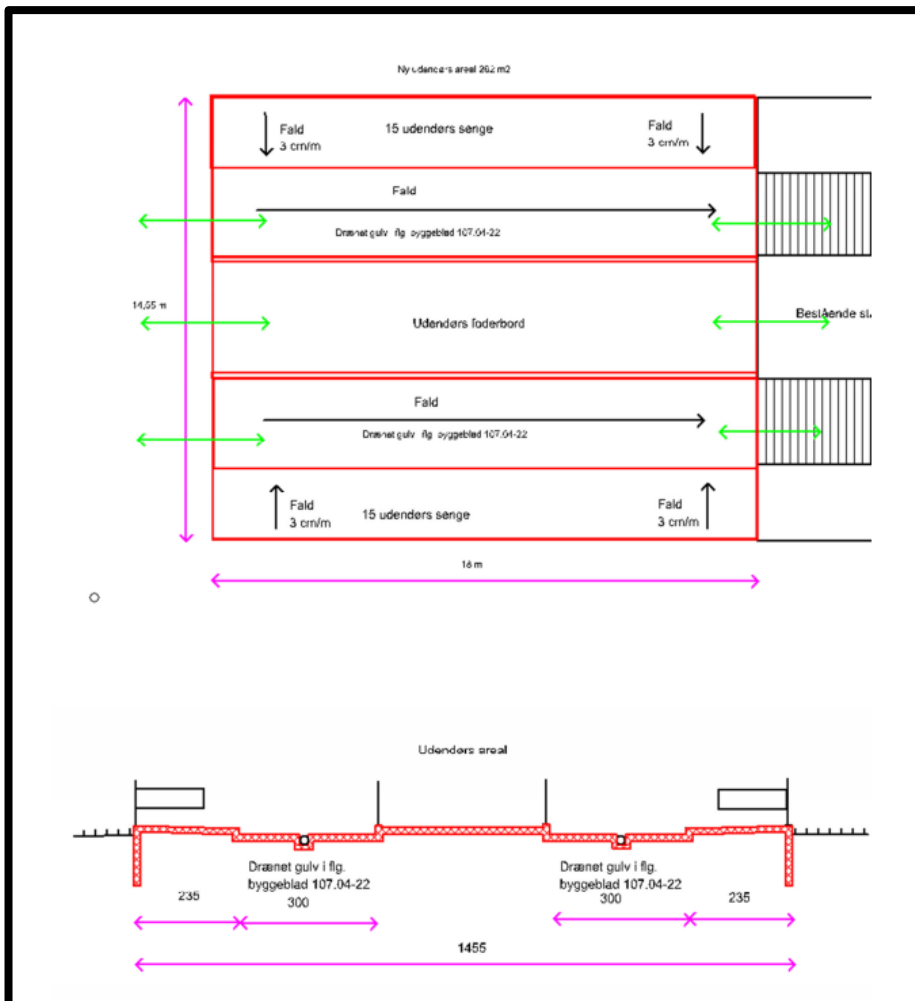 Ny udendørs areal 262 m2
Fald
3 cm/m
15 udendørs senge
Fald
3 cm/m
Fald
Drænet gulv i flg. byggeblad 107.04-22
14,55 m
Udendørs foderbord
Bestående sta
Fald
Drænet gulv i flg. byggeblad 107.04-22
Fald
3 cm/m
15 udendørs senge
Fald
3 cm/m
18 m
Udendørs areal
Drænet gulv i flg.
byggeblad 107.04-22
300
Drænet gulv i flg.
byggeblad 107.04-22
300
235
235
1455